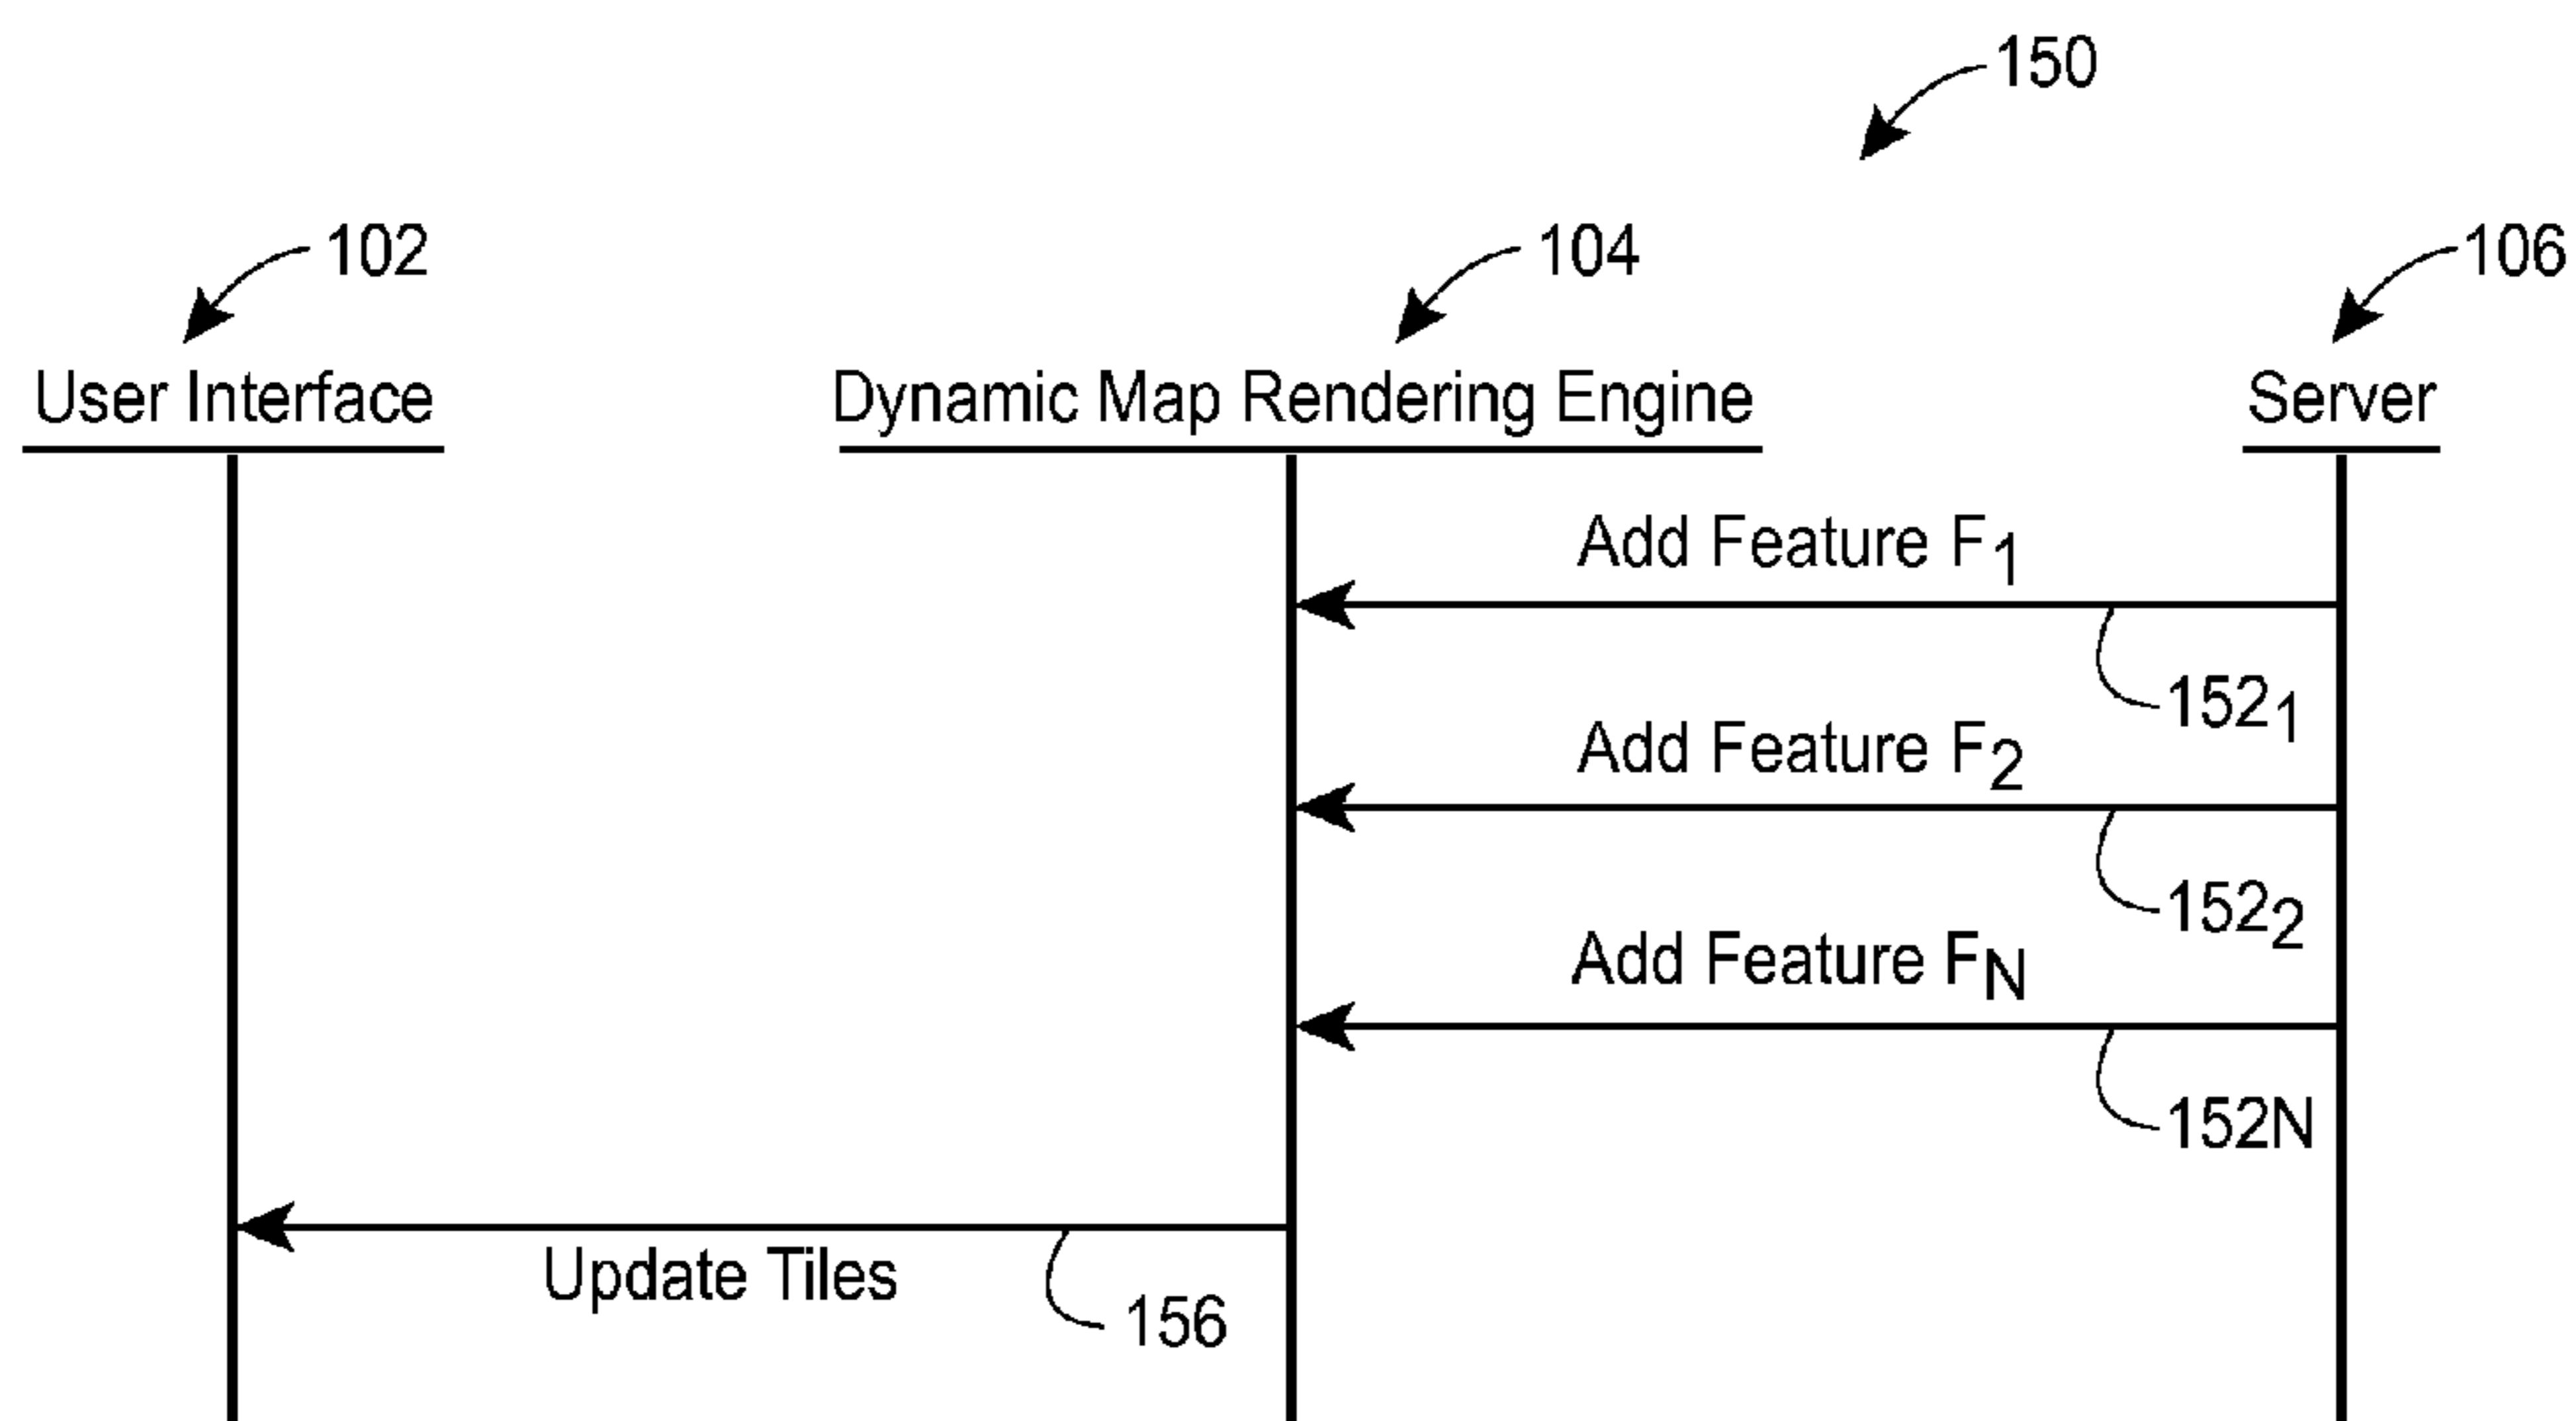 150
102
104
106
User Interface
Dynamic Map Rendering Engine
Server
Add Feature F1
1521
Add Feature F2
1522
Add Feature FN
152N
Update Tiles
156